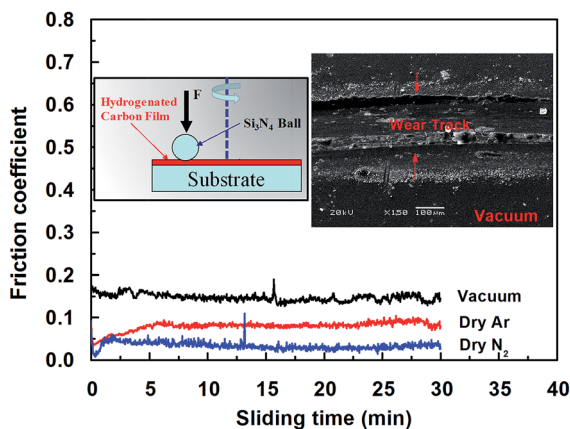 Friction coefficient
0.8
0.7
0.6
0.5
0.4
0.3
0.2
0.1
0.0
Hydrogenated
Carbon Film
F
Si₃N₄ Ball
Substrate
Wear Track
Vacuum
20kV ×150 100µm
Vacuum
Dry Ar
Dry N₂
0 5 10 15 20 25 30 35 40
Sliding time (min)